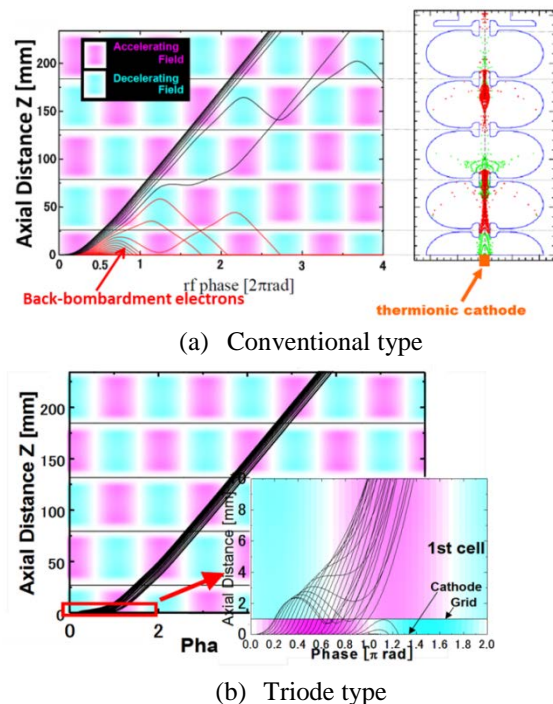 Axial Distance Z [mm]
200
150
100
50
0
Accelerating
Field
Decelerating
Field
0
0.5
1
2
3
4
rf phase [2πrad]
Back-bombardment electrons
thermionic cathode
(a) Conventional type
Axial Distance Z [mm]
200
150
100
50
0
0
2
Pha
Axial Distance [mm]
10
8
6
4
2
0
1st cell
Cathode
Grid
0.0 0.2 0.4 0.6 0.8 1.0 1.2 1.4 1.6 1.8 2.0
Phase [π rad]
(b) Triode type